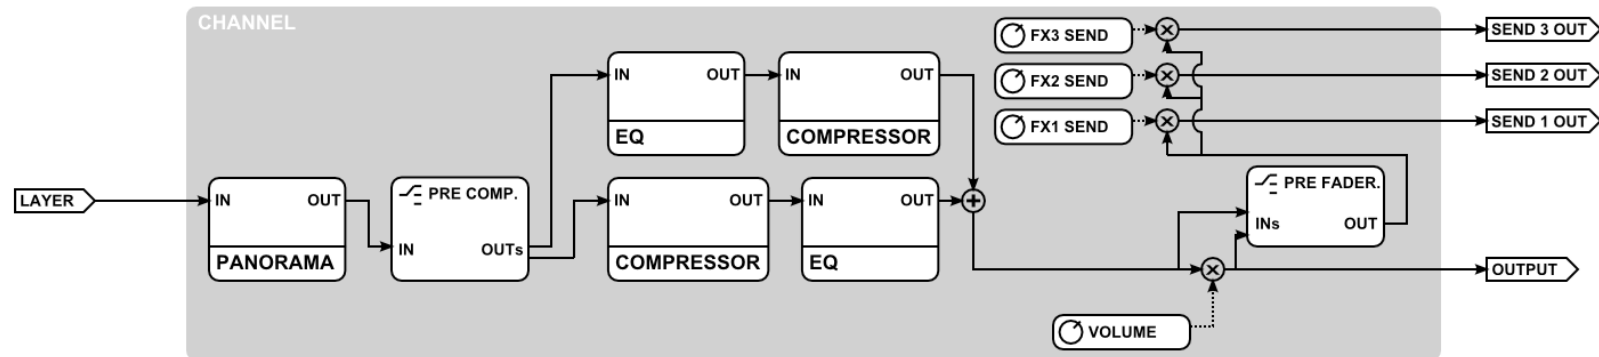 CHANNEL
FX3 SEND
SEND 3 OUT
IN OUT
EQ
IN OUT
COMPRESSOR
FX2 SEND
SEND 2 OUT
FX1 SEND
SEND 1 OUT
LAYER
IN OUT
PANORAMA
PRE COMP.
IN
OUTs
IN OUT
COMPRESSOR
IN OUT
EQ
+
PRE FADER.
INs
OUT
OUTPUT
VOLUME